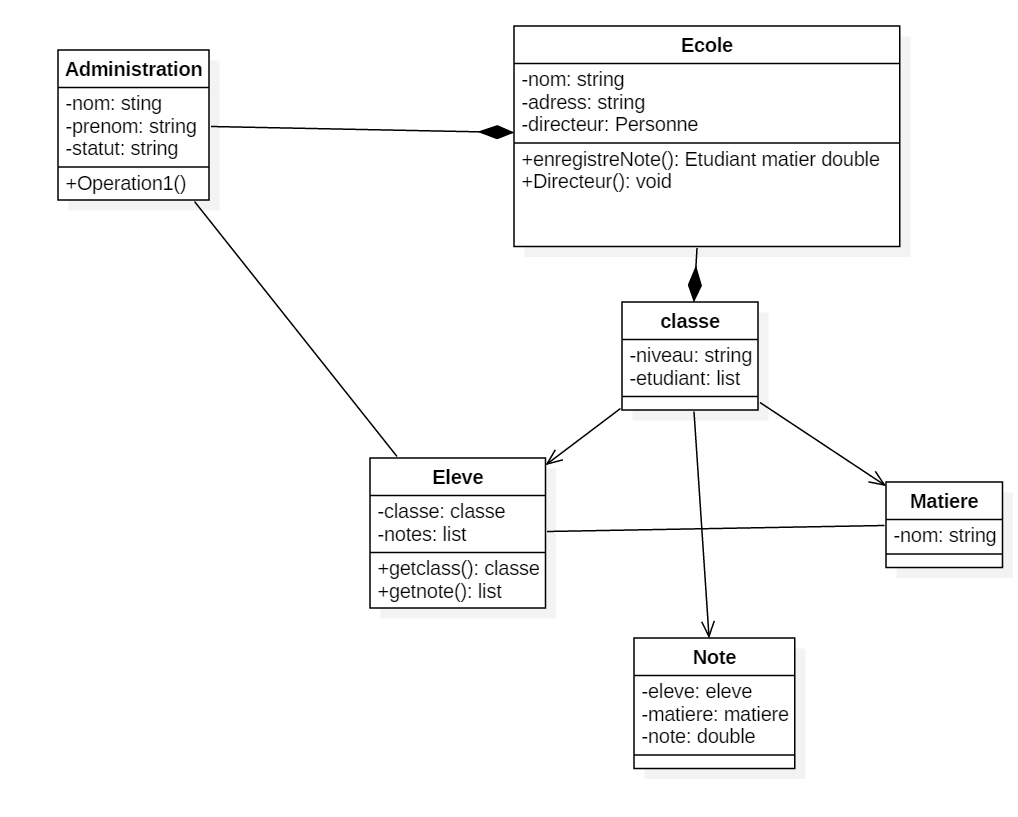 Administration
-nom: sting
-prenom: string
-statut: string
+Operation1()
Ecole
-nom: string
-adress: string
-directeur: Personne
+enregistreNote(): Etudiant matier double
+Directeur(): void
classe
-niveau: string
-etudiant: list
Eleve
-classe: classe
-notes: list
+getclass(): classe
+getnote(): list
Matiere
-nom: string
Note
-eleve: eleve
-matiere: matiere
-note: double